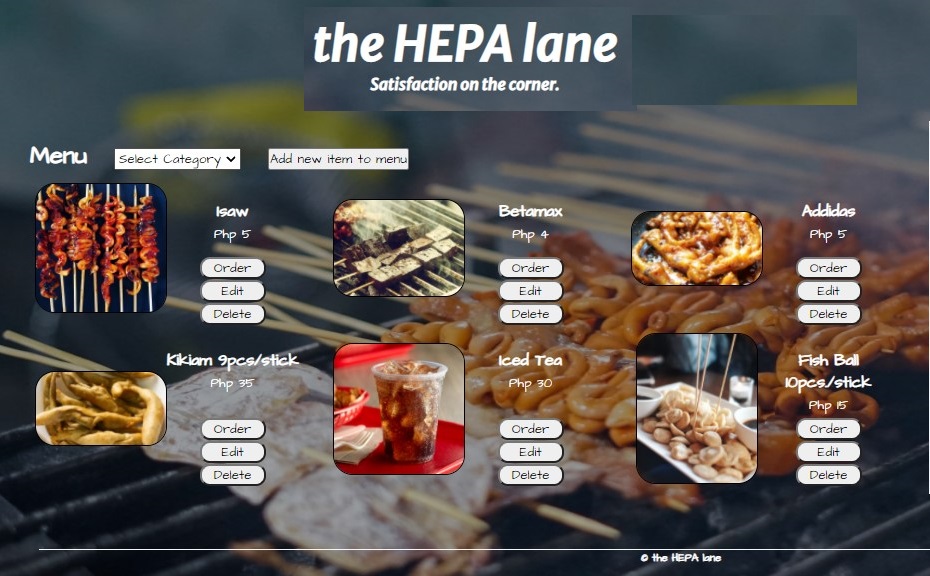 the HEPA lane
Satisfaction on the corner.
Menu
Select Category
Add new item to menu
Isaw
Php 5
Order
Edit
Delete
Betamax
Php 4
Order
Edit
Delete
Addidas
Php 5
Order
Edit
Delete
Kikiam 9pcs/stick
Php 35
Order
Edit
Delete
Iced Tea
Php 30
Order
Edit
Delete
Fish Ball
10pcs/stick
Php 15
Order
Edit
Delete
© the HEPA lane